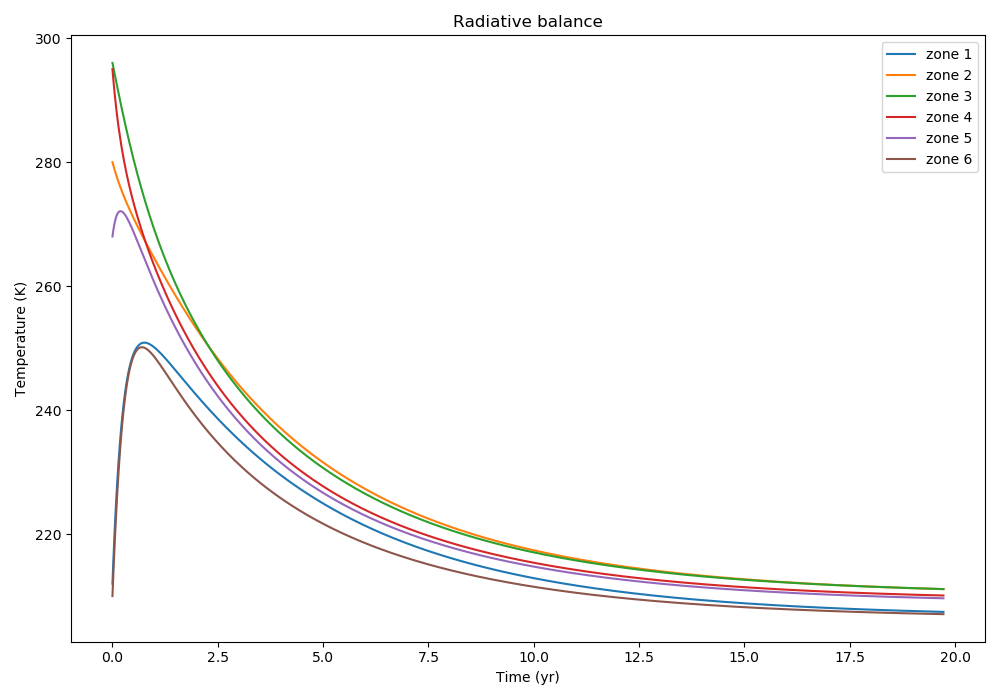 Radiative balance
300
280
260
240
220
Temperature (K)
zone 1
zone 2
zone 3
zone 4
zone 5
zone 6
0.0 2.5 5.0 7.5 10.0 12.5 15.0 17.5 20.0
Time (yr)